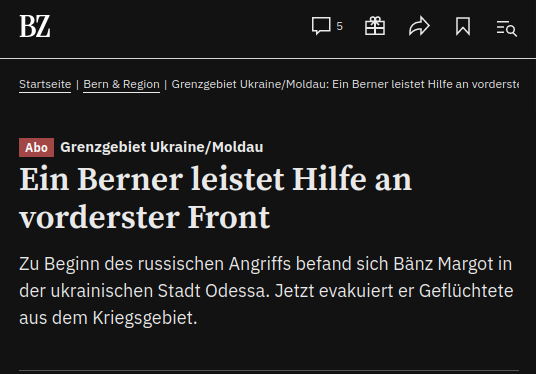 BZ
5
Startseite | Bern & Region | Grenzgebiet Ukraine/Moldau: Ein Berner leistet Hilfe an vorderste
Abo Grenzgebiet Ukraine/Moldau
Ein Berner leistet Hilfe an
vorderster Front
Zu Beginn des russischen Angriffs befand sich Bänz Margot in
der ukrainischen Stadt Odessa. Jetzt evakuiert er Geflüchtete
aus dem Kriegsgebiet.